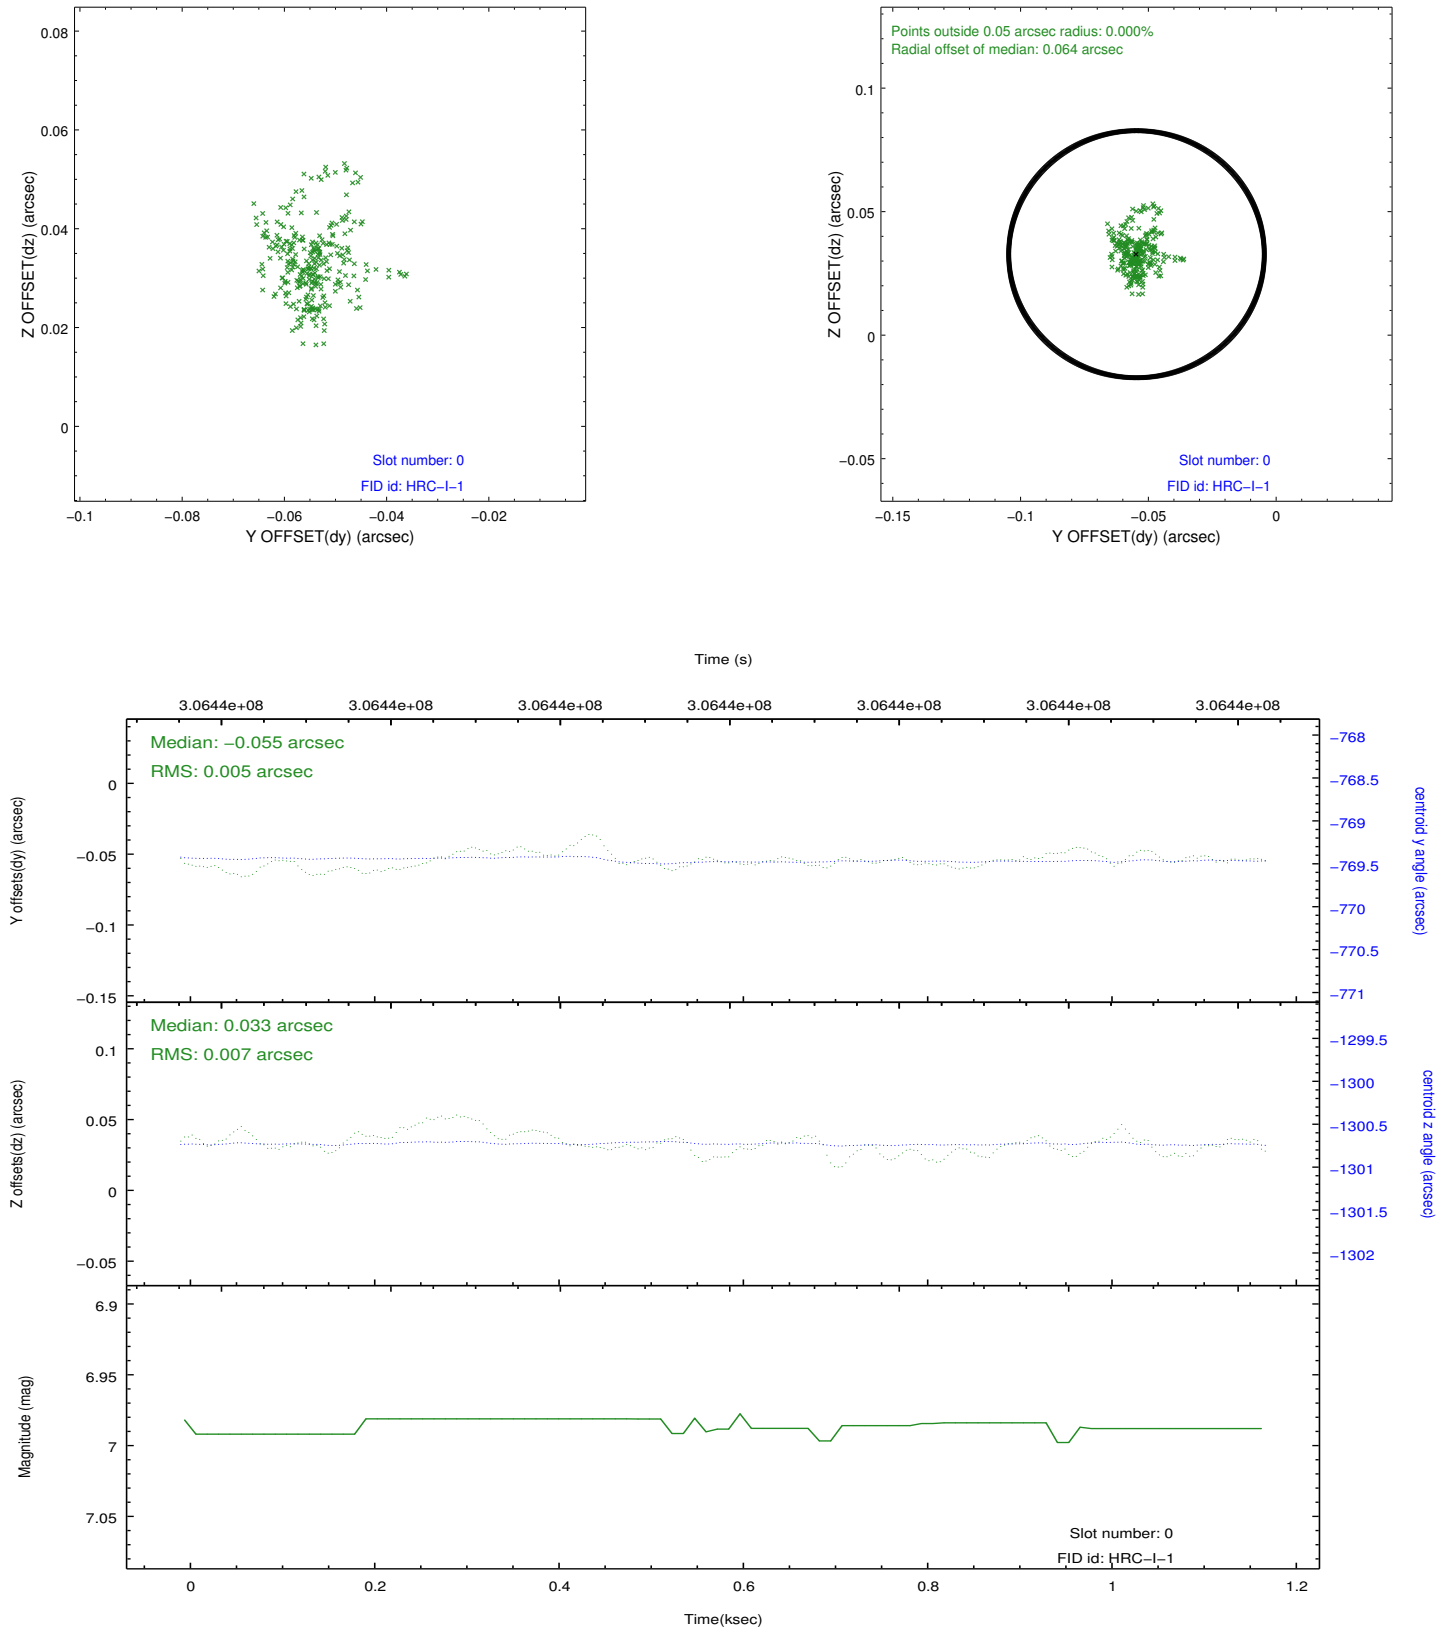 0.08
0.06
0.04
0.02
0
Z OFFSET(dz) (arcsec)
Slot number: 0
FID id: HRC−I−1
−0.1
−0.08
−0.06
−0.04
−0.02
Y OFFSET(dy) (arcsec)
Points outside 0.05 arcsec radius: 0.000%
Radial offset of median: 0.064 arcsec
0.1
0.05
0
−0.05
Z OFFSET(dz) (arcsec)
Slot number: 0
FID id: HRC−I−1
−0.15
−0.1
−0.05
0
Y OFFSET(dy) (arcsec)
Time (s)
3.0644e+08
3.0644e+08
3.0644e+08
3.0644e+08
3.0644e+08
3.0644e+08
3.0644e+08
Median: −0.055 arcsec
RMS: 0.005 arcsec
0
−0.05
−0.1
−0.15
Y offsets(dy) (arcsec)
−768
−768.5
−769
−769.5
−770
−770.5
−771
centroid y angle (arcsec)
Median: 0.033 arcsec
RMS: 0.007 arcsec
0.1
0.05
0
−0.05
Z offsets(dz) (arcsec)
−1299.5
−1300
−1300.5
−1301
−1301.5
−1302
centroid z angle (arcsec)
6.9
6.95
7
7.05
Magnitude (mag)
Slot number: 0
FID id: HRC−I−1
0
0.2
0.4
0.6
0.8
1
1.2
Time(ksec)